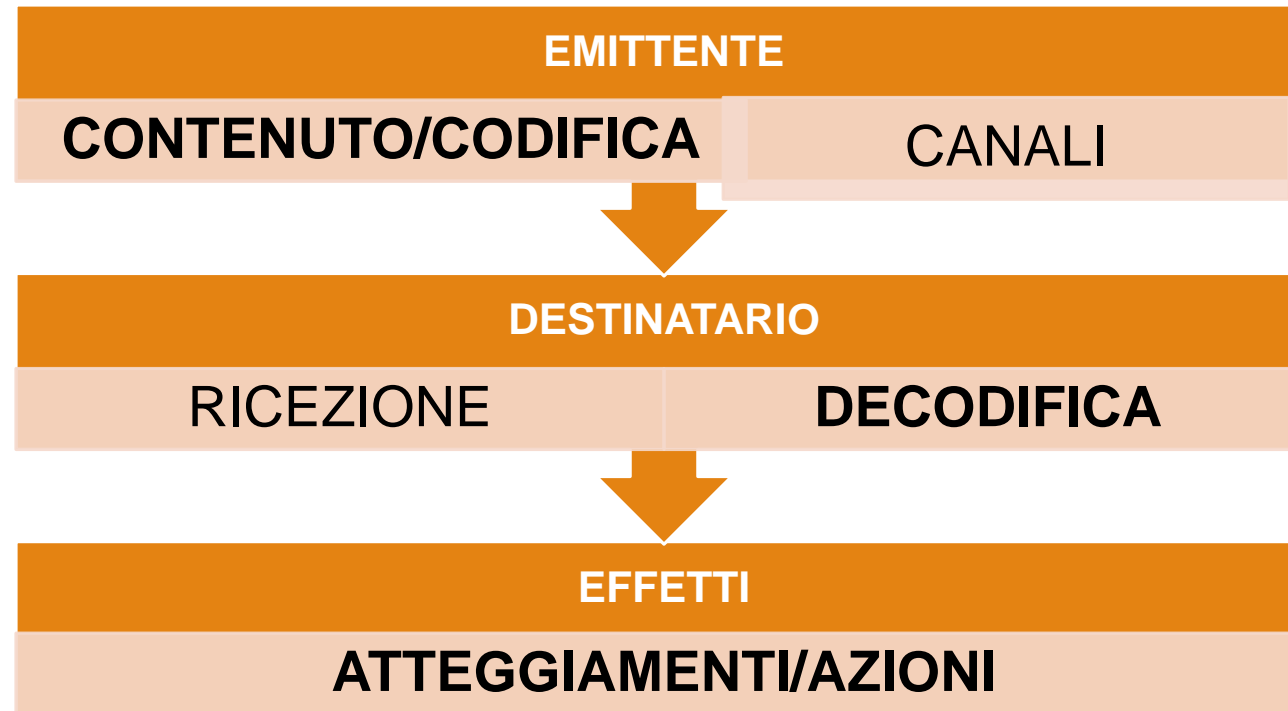 EMITTENTE
CONTENUTO/CODIFICA CANALI
DESTINATARIO
RICEZIONE DECODIFICA
EFFETTI
ATTEGGIAMENTI/AZIONI